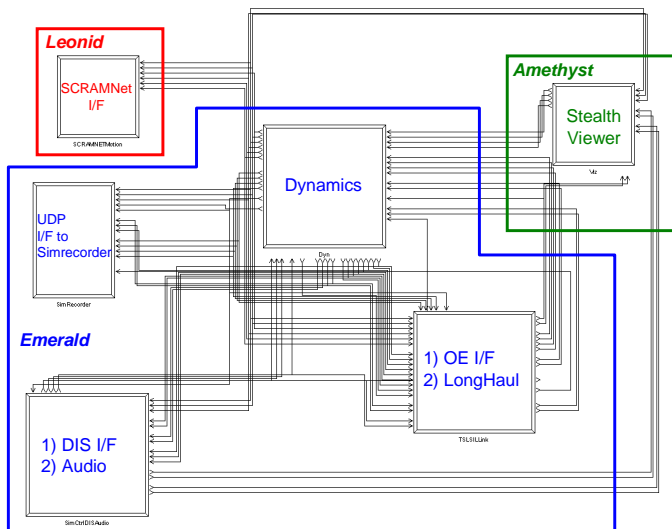 Leonid
SCRAMNet
I/F
SCRAMNETMotion
Amethyst
Stealth
Viewer
Viz
Dynamics
Dyn
UDP
I/F to
Simrecorder
SimRecorder
Emerald
1) OE I/F
2) LongHaul
TSLSILLink
1) DIS I/F
2) Audio
SimCtrlDISAudio